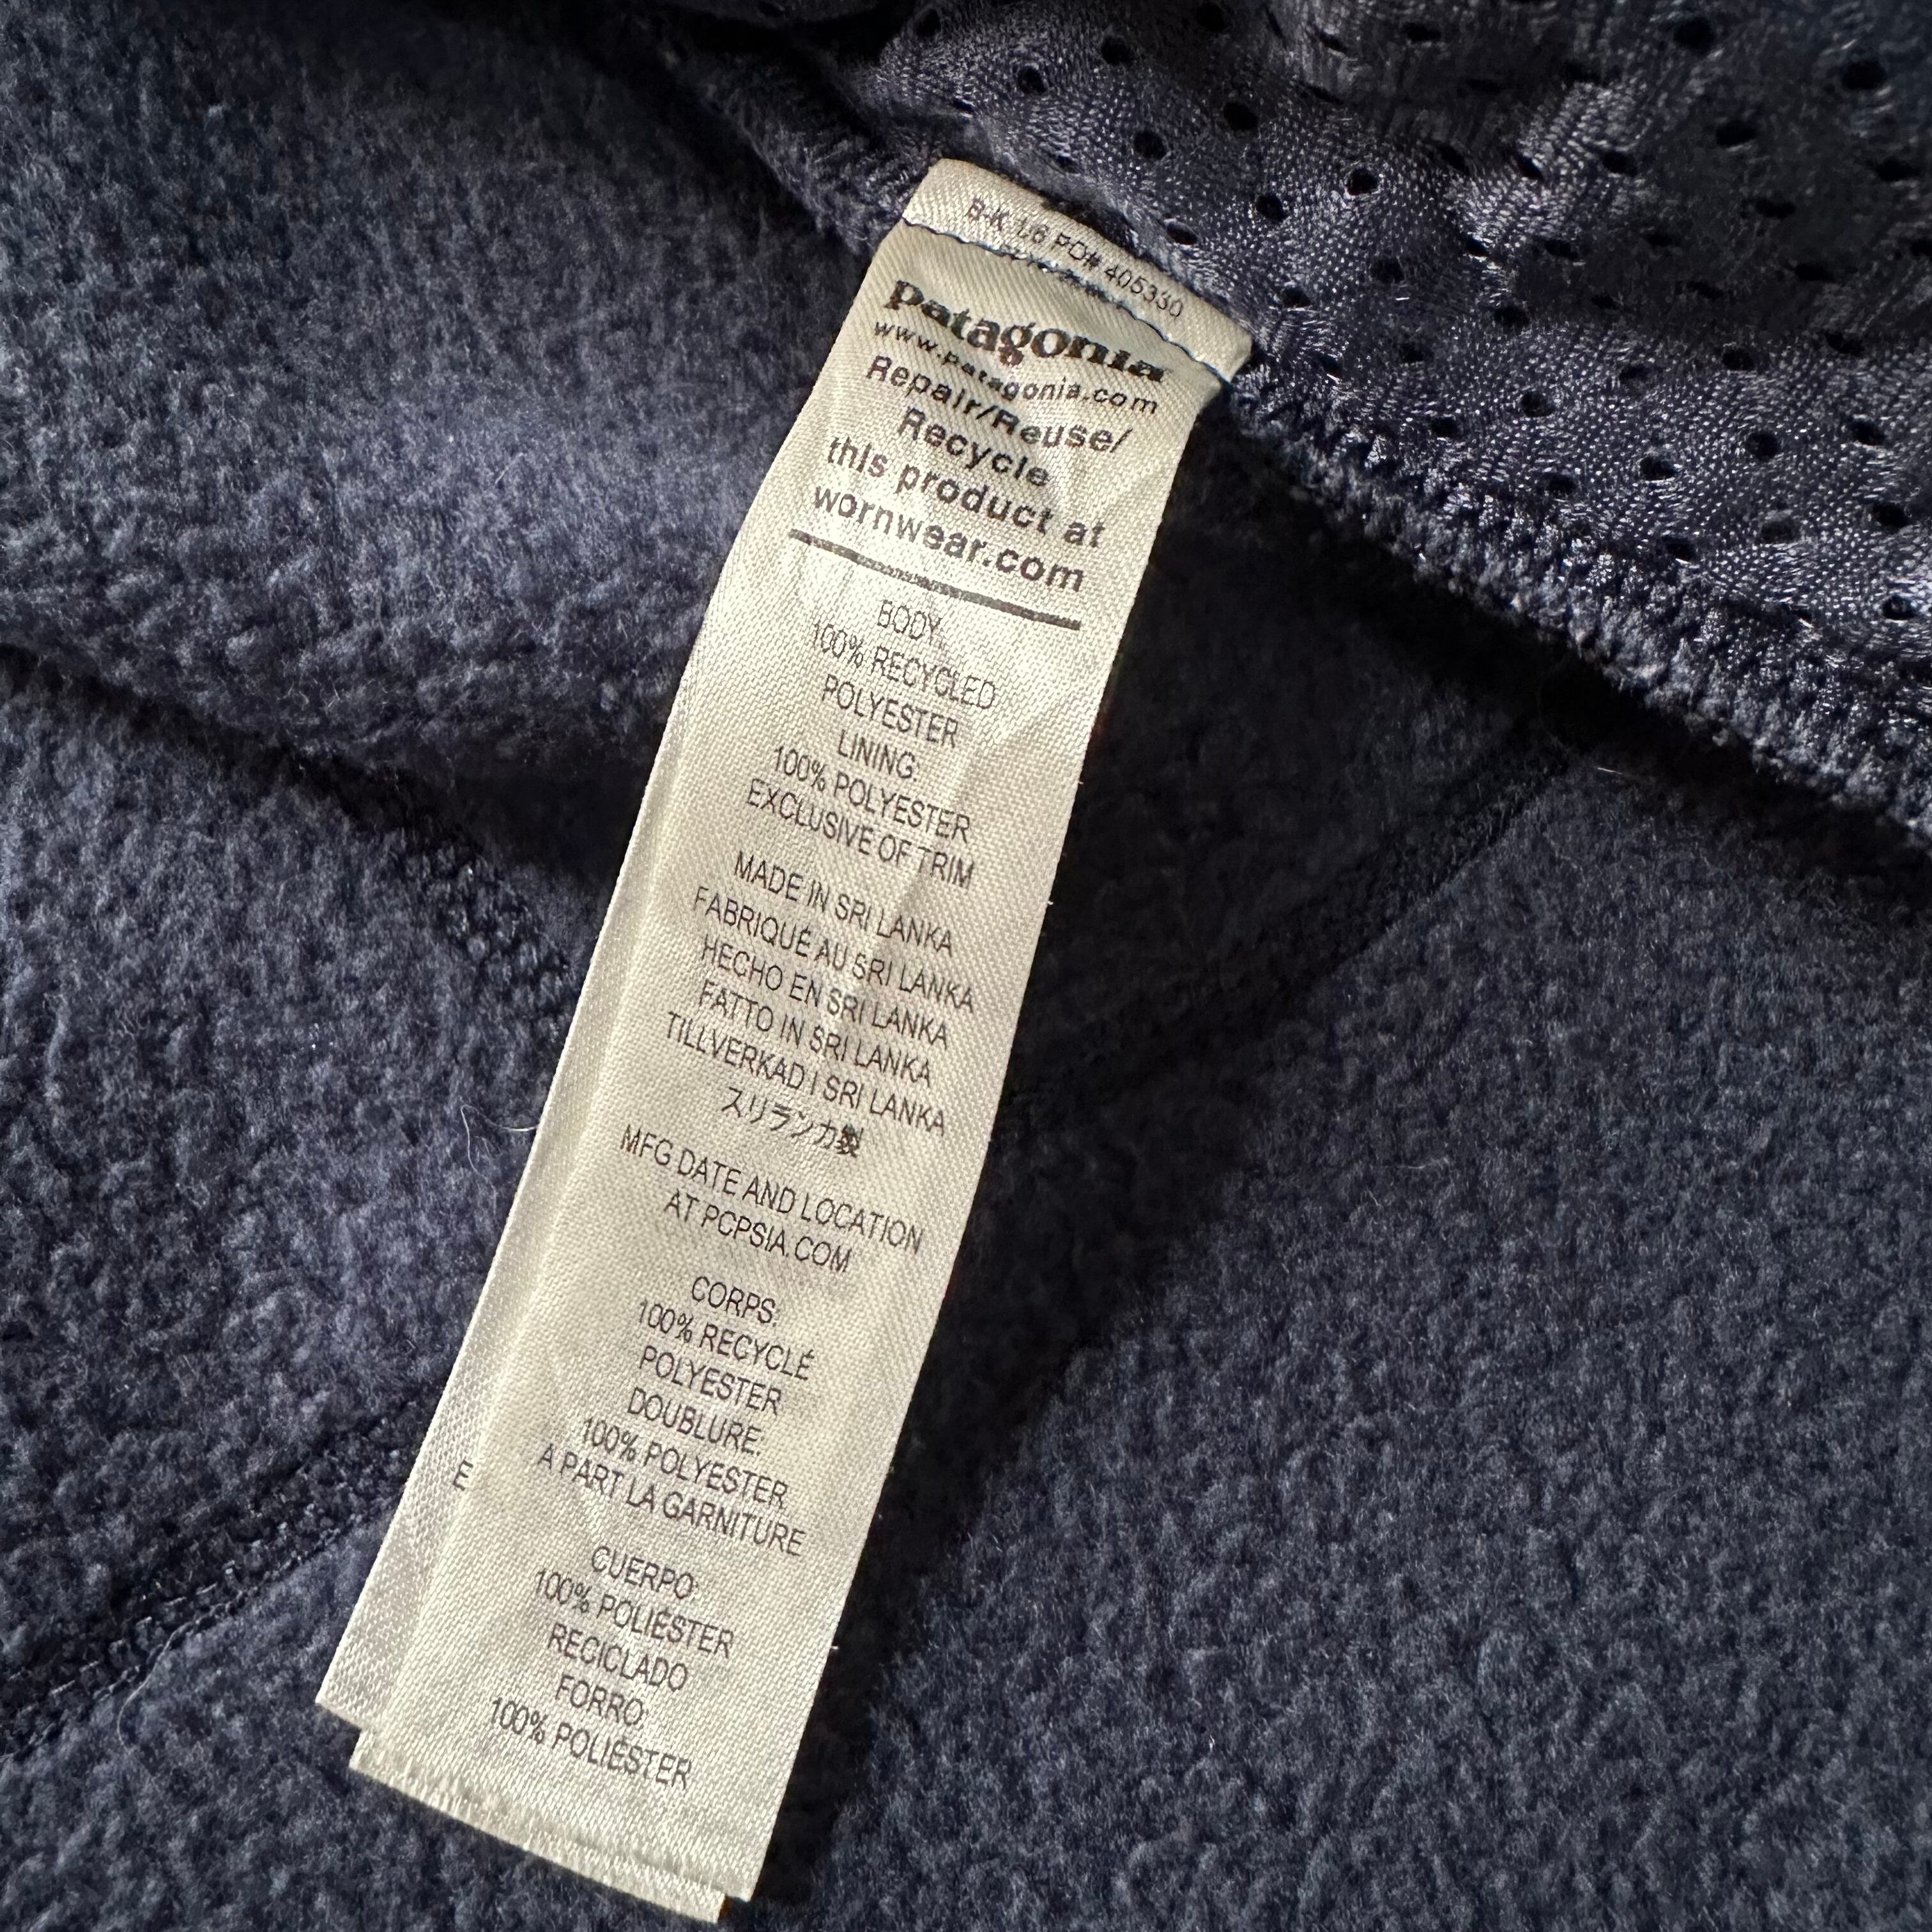 B-K 1/6 PO# 405330
patagonia
www.patagonia.com
Repair/Reuse/
Recycle
this product at
wornwear.com
BODY:
100% RECYCLED
POLYESTER
LINING:
100% POLYESTER
EXCLUSIVE OF TRIM
MADE IN SRI LANKA
FABRIQUÉ AU SRI LANKA
HECHO EN SRI LANKA
FATTO IN SRI LANKA
TILLVERKAD I SRI LANKA
スリランカ製
MFG DATE AND LOCATION
AT PCPSIA.COM
CORPS:
100% RECYCLÉ
POLYESTER
DOUBLURE:
100% POLYESTER
A PART LA GARNITURE
E
CUERPO:
100% POLIÉSTER
RECICLADO
FORRO:
100% POLIÉSTER